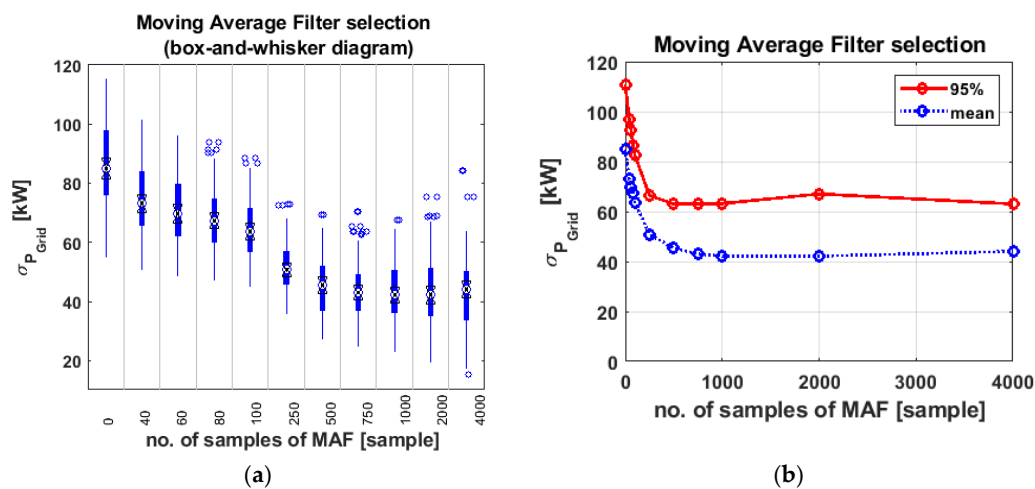 Moving Average Filter selection
(box-and-whisker diagram)
120
100
80
60
40
20
σ P Grid [kW]
0 40 60 80 100 250 500 750 1000 2000 4000
no. of samples of MAF [sample]
(a)
Moving Average Filter selection
120
100
80
60
40
20
0
σ P Grid [kW]
95%
mean
0 1000 2000 3000 4000
no. of samples of MAF [sample]
(b)